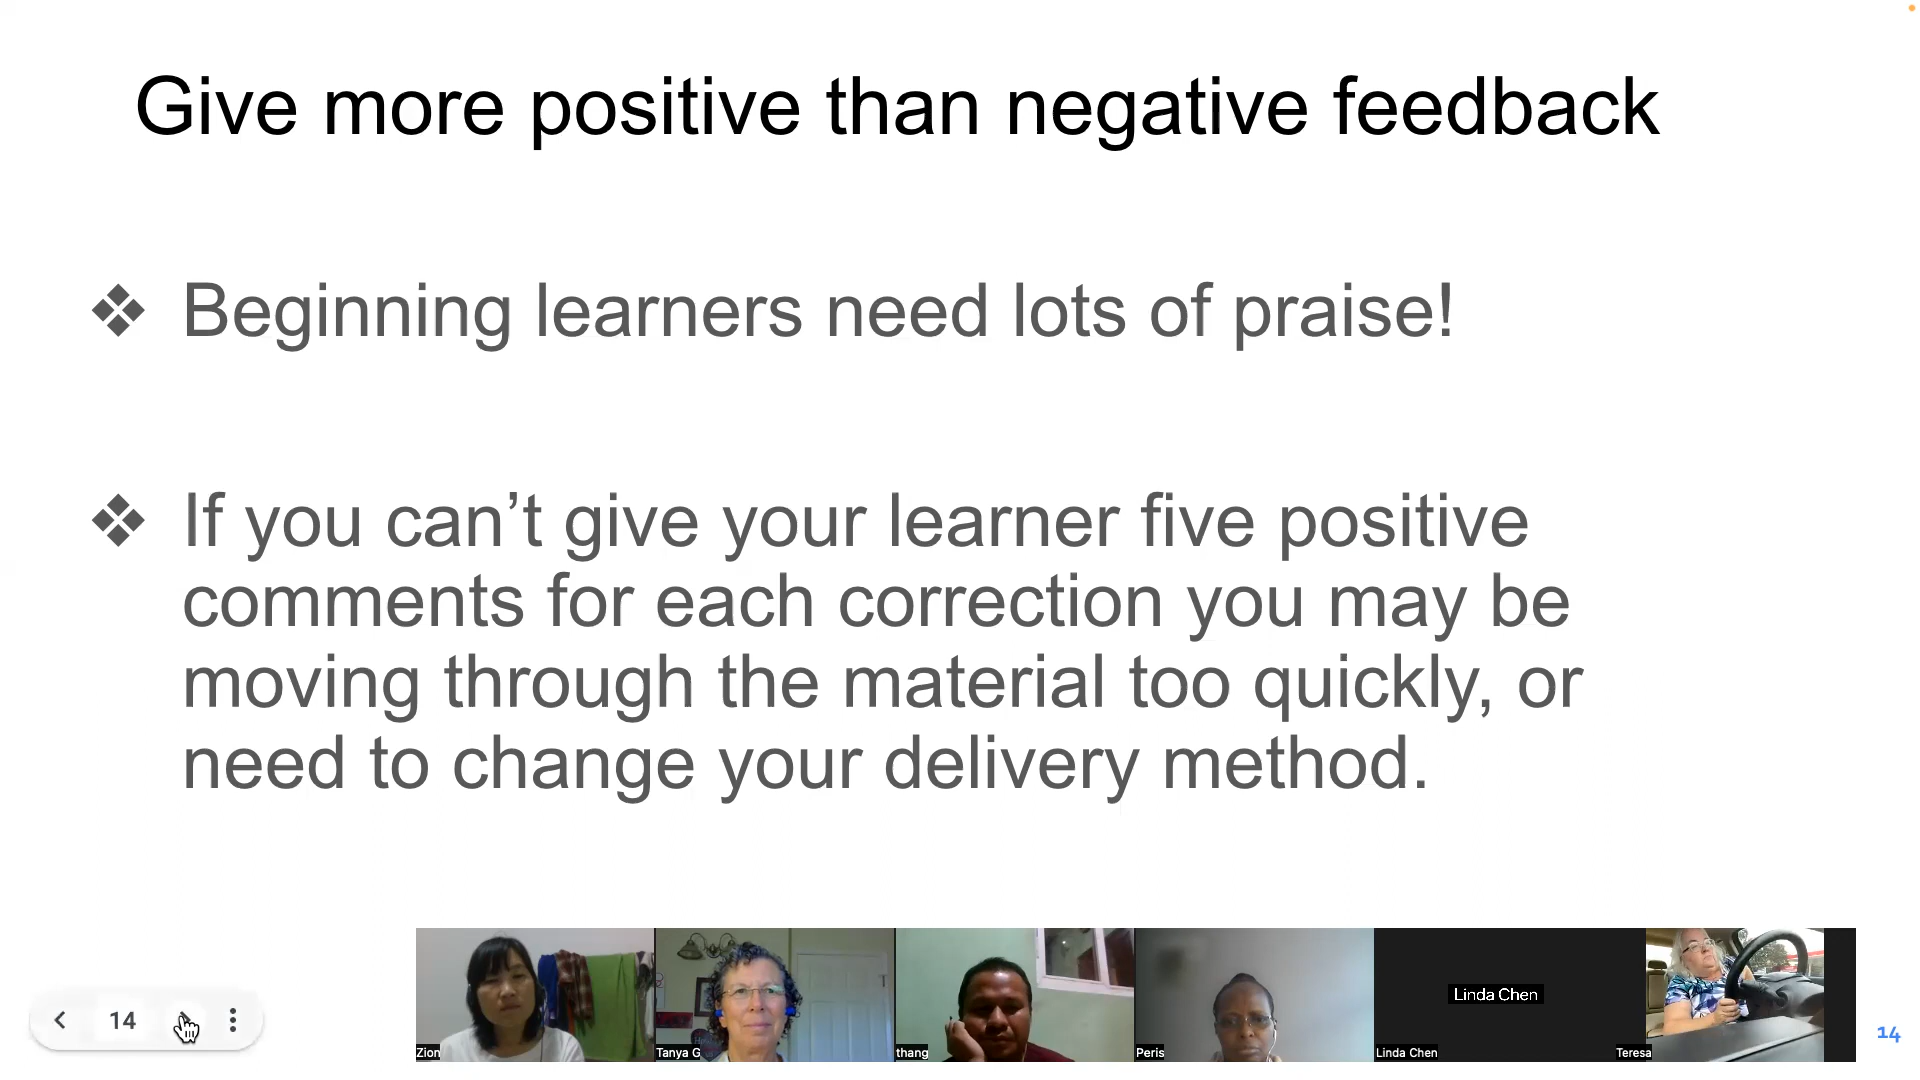 Give more positive than negative feedback
❖ Beginning learners need lots of praise!
❖ If you can’t give your learner five positive
comments for each correction you may be
moving through the material too quickly, or
need to change your delivery method.
Linda Chen
Zion
Tanya G
thang
Peris
Linda Chen
Teresa
14
14